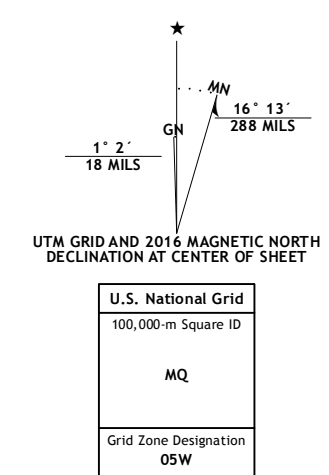 ★
MN
16° 13´
288 MILS
GN
1° 2´
18 MILS
UTM GRID AND 2016 MAGNETIC NORTH
DECLINATION AT CENTER OF SHEET
U.S. National Grid
100,000-m Square ID
MQ
Grid Zone Designation
05W